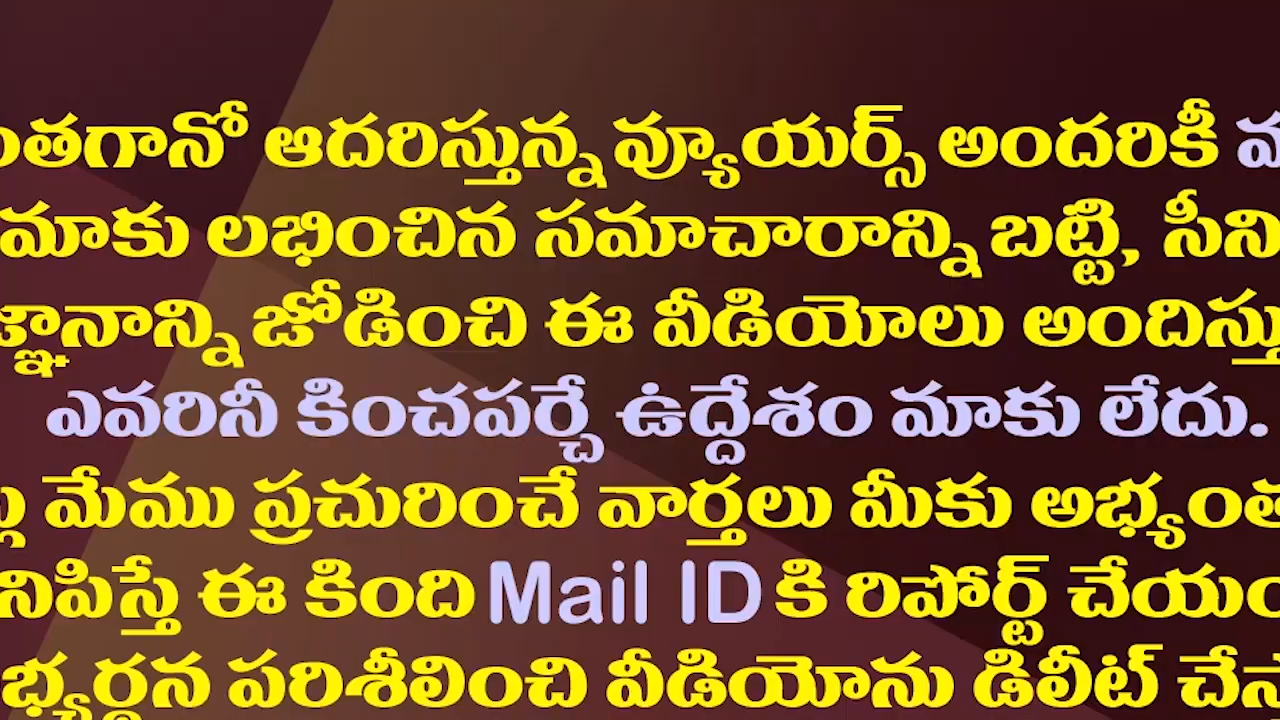 ఆదరిస్తున్న వ్యూయర్స్ అందరికీ
మాకు లభించిన సమాచారాన్ని బట్టి,
జోడించి ఈ వీడియోలు
ఎవరినీ కించపర్చే ఉద్దేశం మాకు లేదు.
మేము ప్రచురించే వార్తలు మీకు
ఈ కింది Mail ID కి రిపోర్ట్
పరిశీలించి వీడియోను డిలీట్